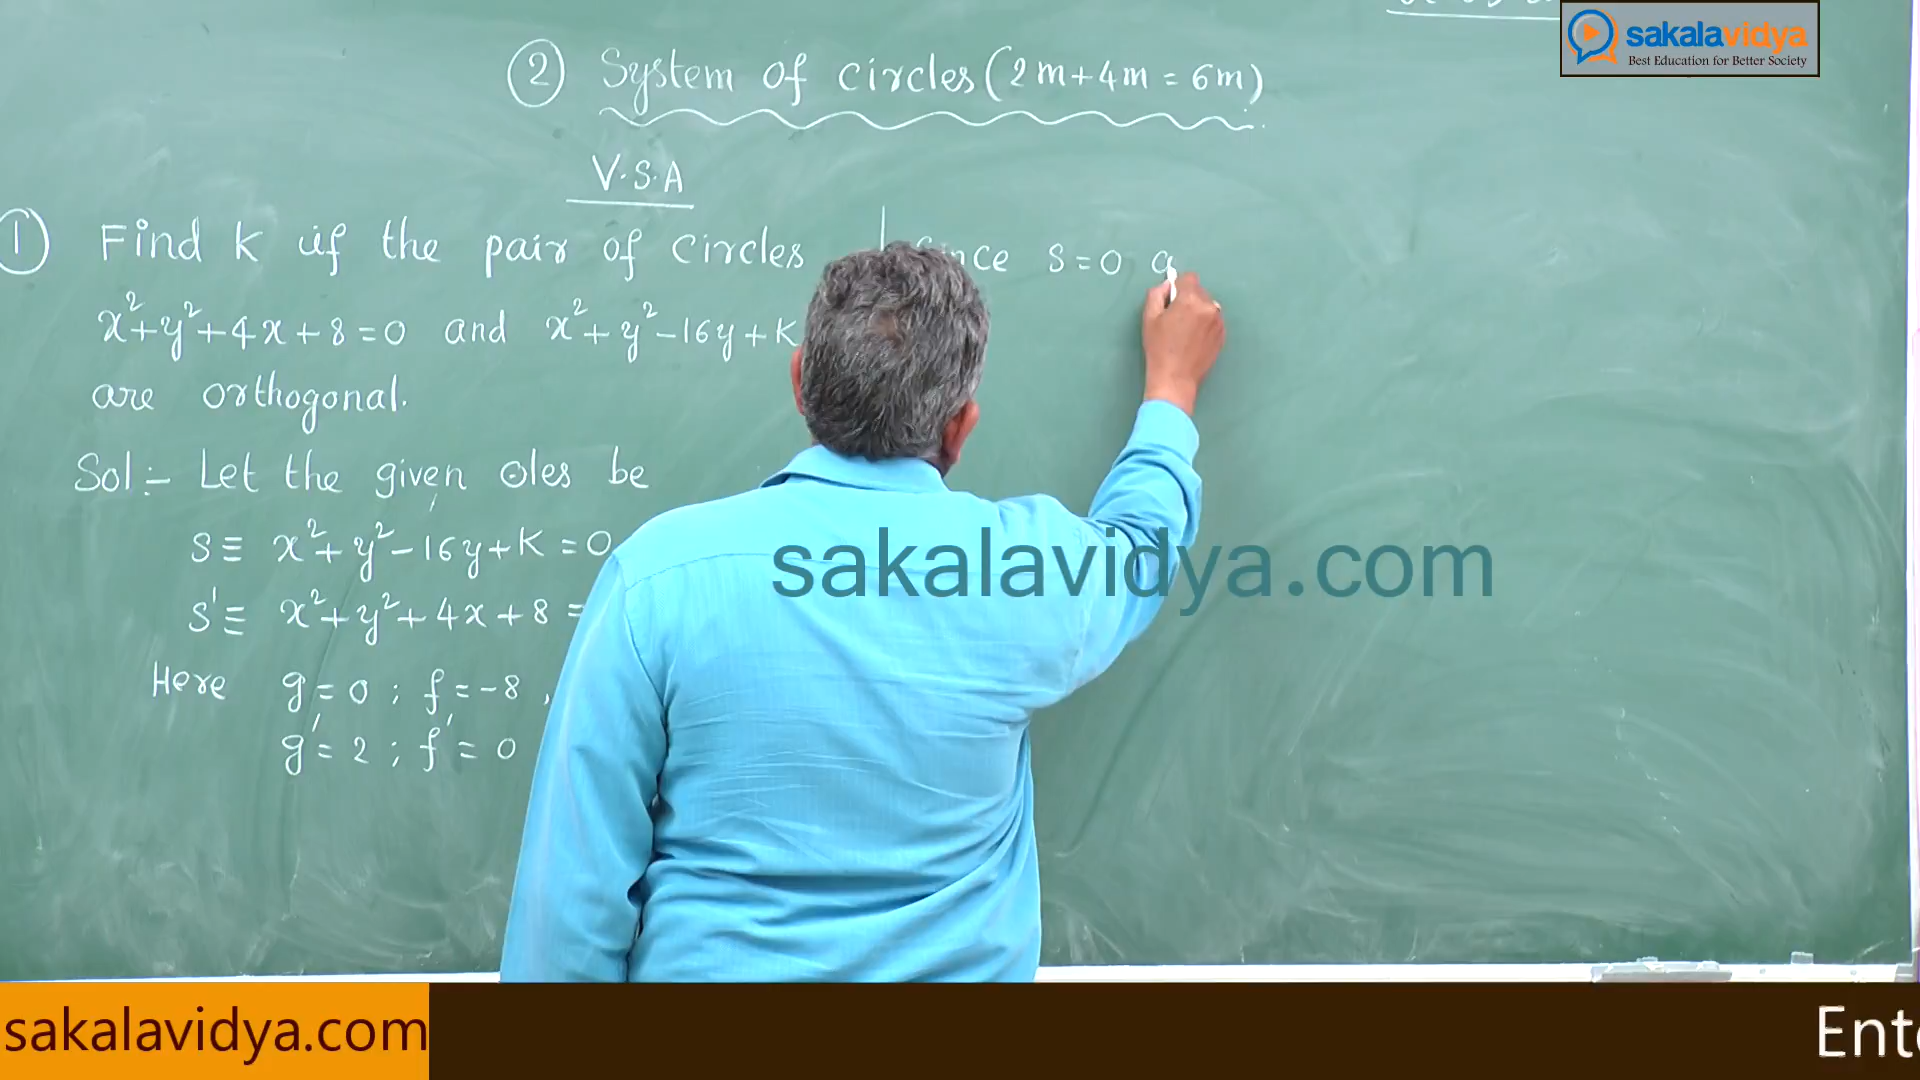 sakalavidya
Best Education for Better Society
② System of circles (2m+4m = 6m)
V.S.A
① Find k if the pair of circles
x²+y²+4x+8=0 and x²+y²-16y+K
are orthogonal.
Sol:- Let the given ⊙les be
S≡ x²+y²-16y+K=0
S'≡ x²+y²+4x+8=
Here g=0 ; f=-8 ,
g'=2 ; f'=0
since S=0 a
sakalavidya.com
sakalavidya.com
Ente